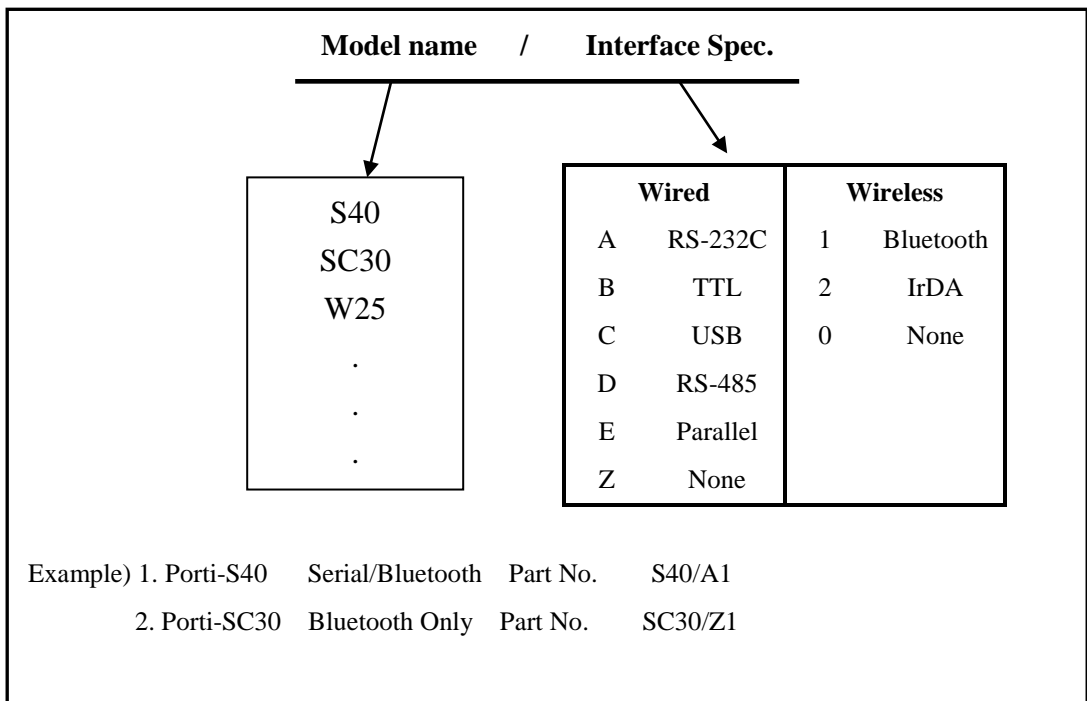 Model name / Interface Spec.
S40
SC30
W25
.
.
.
Wired Wireless
A RS-232C 1 Bluetooth
B TTL 2 IrDA
C USB 0 None
D RS-485
E Parallel
Z None
Example) 1. Porti-S40 Serial/Bluetooth Part No. S40/A1
2. Porti-SC30 Bluetooth Only Part No. SC30/Z1